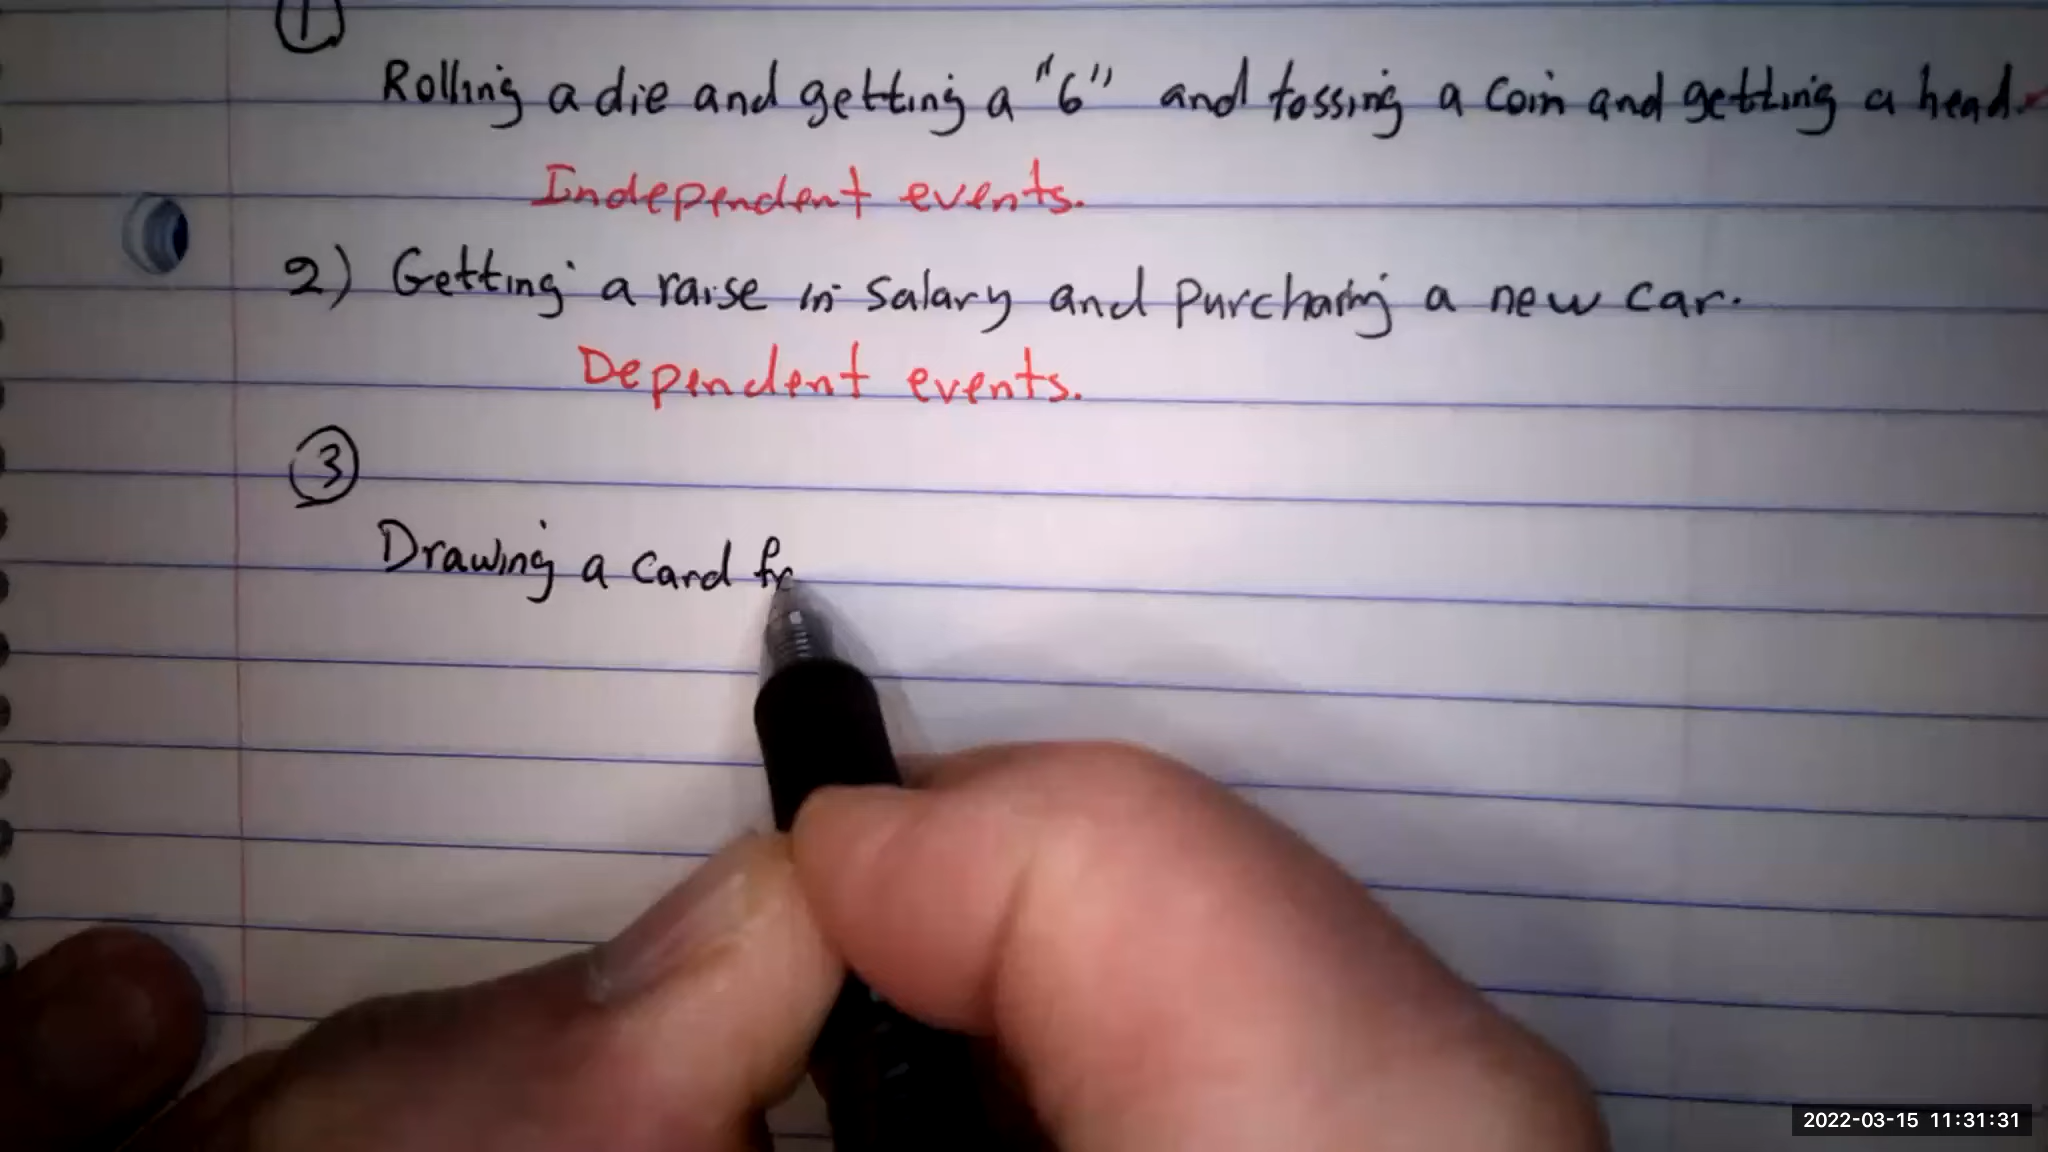 1
Rolling a die and getting a "6" and tossing a coin and getting a head.
Independent events.
2) Getting a raise in salary and purchasing a new car.
Dependent events.
3
Drawing a card fr
2022-03-15 11:31:31